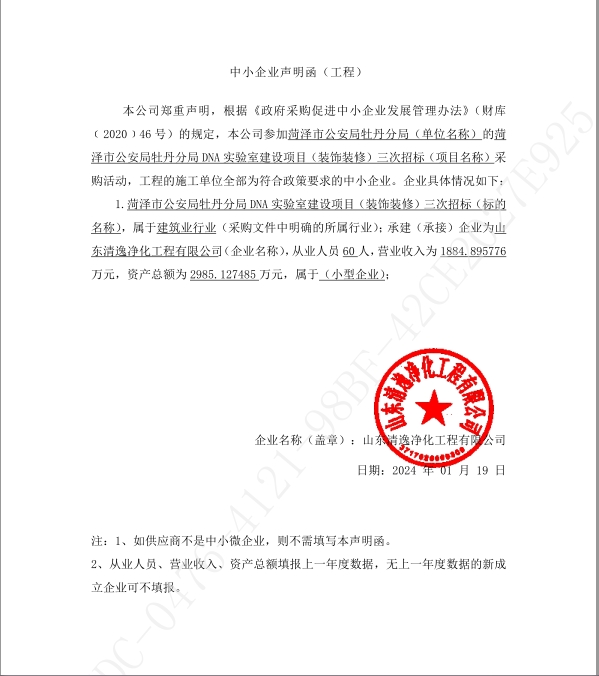 中小企业声明函（工程）
本公司郑重声明，根据《政府采购促进中小企业发展管理办法》（财库
﹝2020﹞46 号）的规定，本公司参加菏泽市公安局牡丹分局（单位名称）的菏
泽市公安局牡丹分局 DNA 实验室建设项目（装饰装修）三次招标（项目名称）采
购活动，工程的施工单位全部为符合政策要求的中小企业。企业具体情况如下：
1.菏泽市公安局牡丹分局 DNA 实验室建设项目（装饰装修）三次招标（标的
名称），属于建筑业行业（采购文件中明确的所属行业）；承建（承接）企业为山
东清逸净化工程有限公司（企业名称），从业人员 60 人，营业收入为 1884.895776
万元，资产总额为 2985.127485 万元，属于（小型企业）；
山东清逸净化工程有限公司
企业名称（盖章）：山东清逸净化工程有限公司
日期：2024 年 01 月 19 日
注：1、如供应商不是中小微企业，则不需填写本声明函。
2、从业人员、营业收入、资产总额填报上一年度数据，无上一年度数据的新成
立企业可不填报。